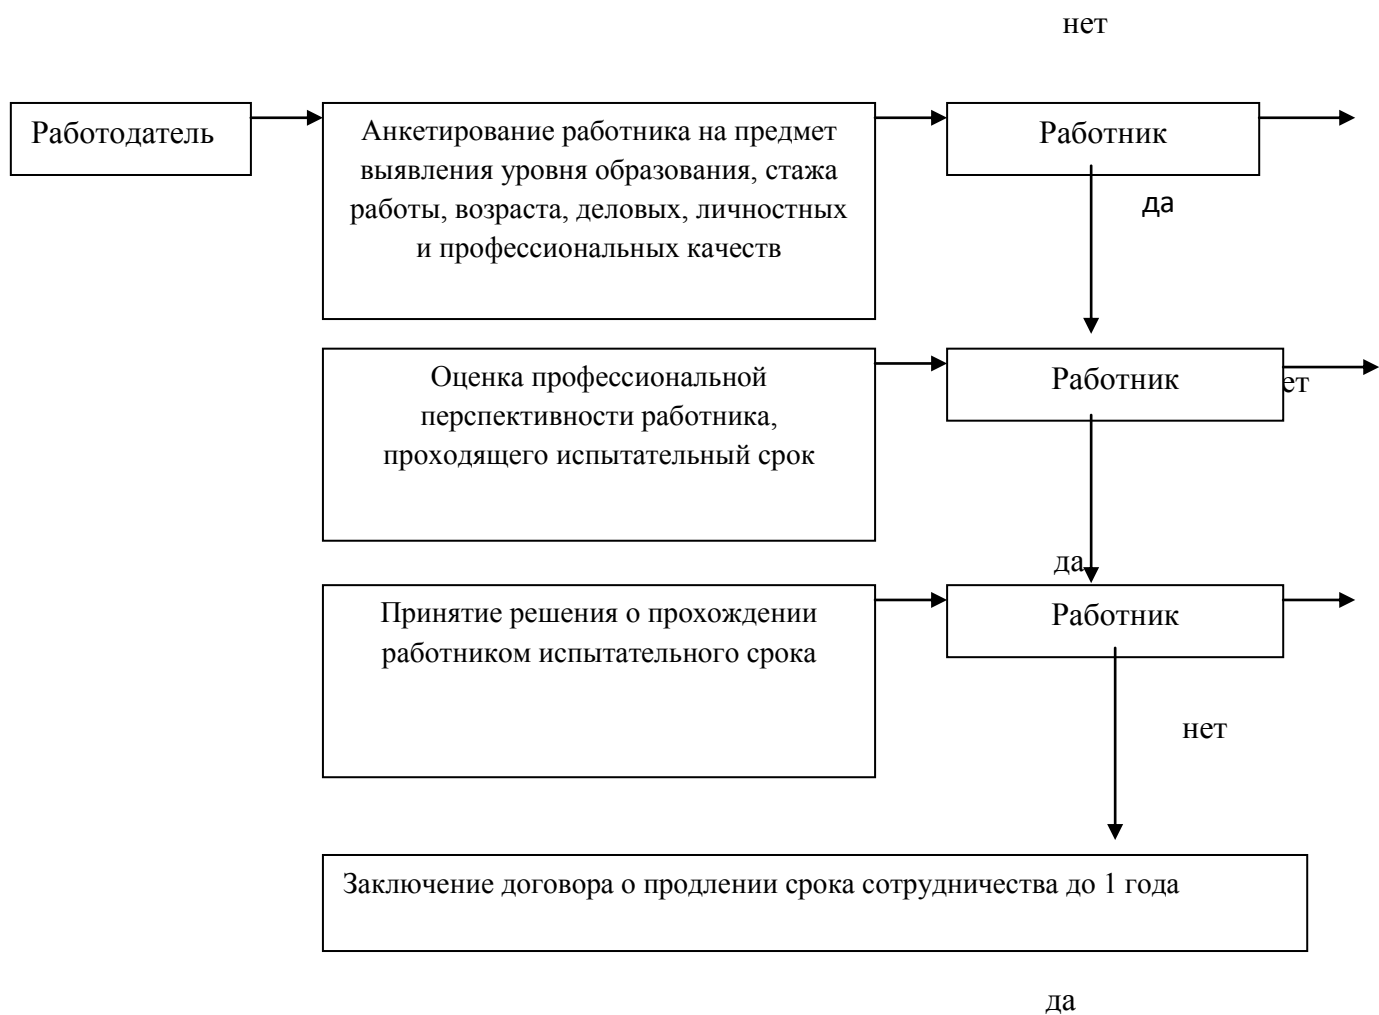 нет
Работодатель
Анкетирование работника на предмет
выявления уровня образования, стажа
работы, возраста, деловых, личностных
и профессиональных качеств
Работник
да
Оценка профессиональной
перспективности работника,
проходящего испытательный срок
Работник
ет
да
Принятие решения о прохождении
работником испытательного срока
Работник
нет
Заключение договора о продлении срока сотрудничества до 1 года
да